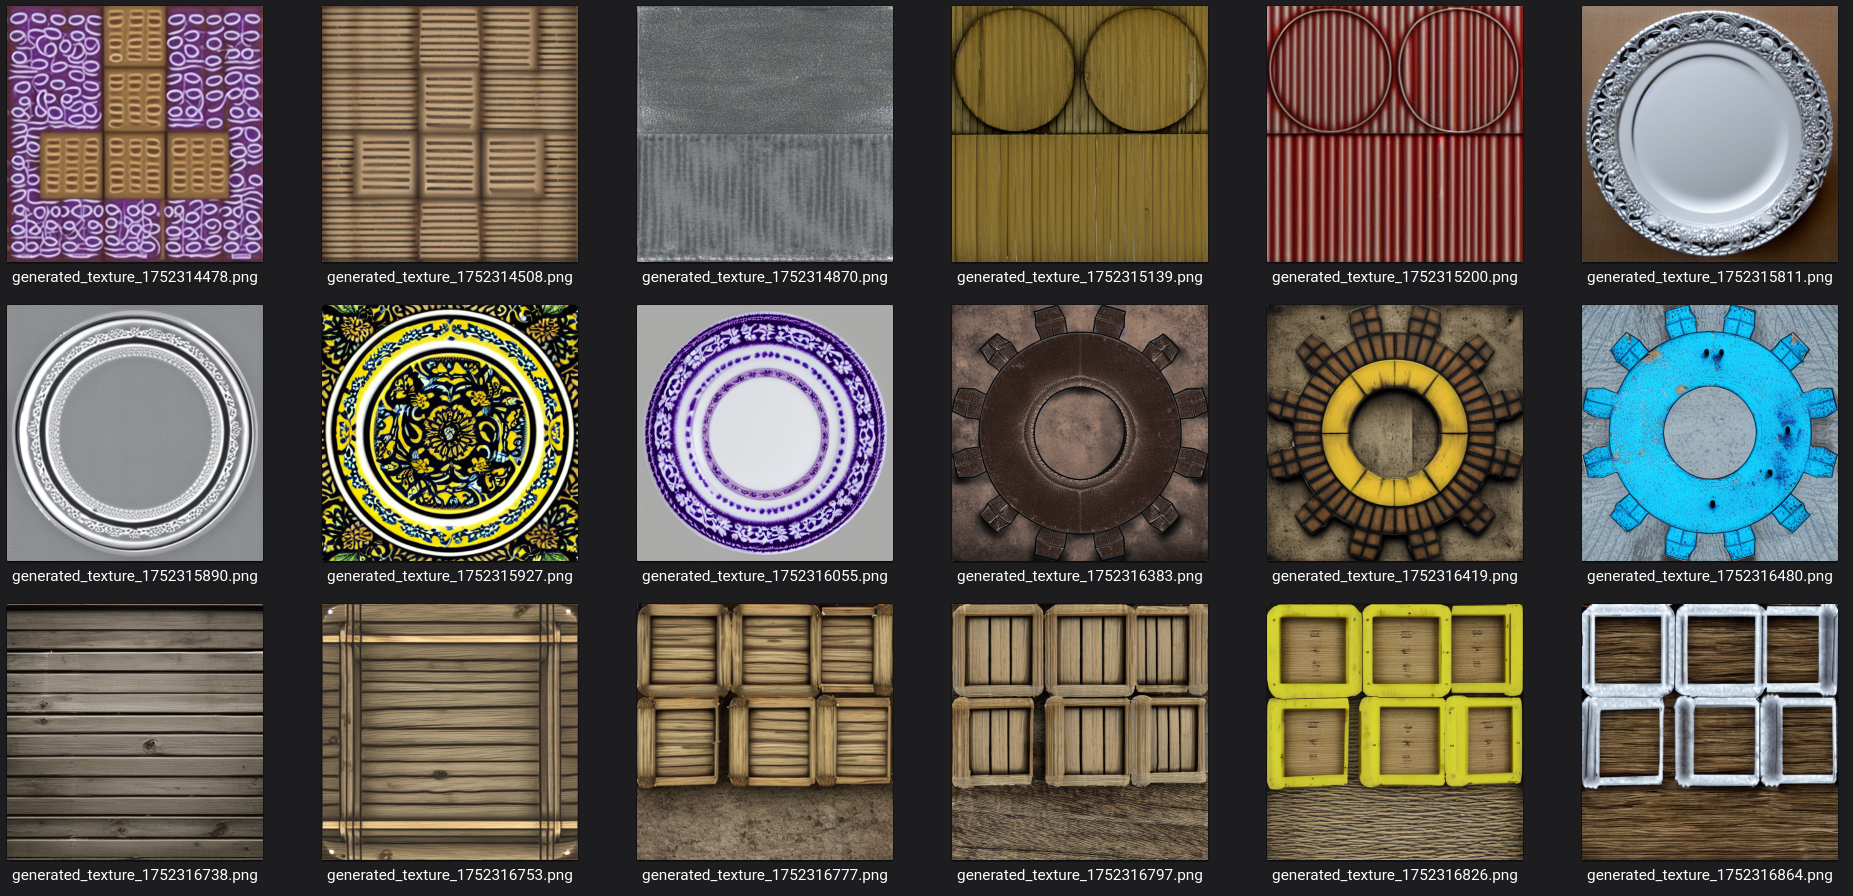 generated_texture_1752314478.png
generated_texture_1752314508.png
generated_texture_1752314870.png
generated_texture_1752315139.png
generated_texture_1752315200.png
generated_texture_1752315811.png
generated_texture_1752315890.png
generated_texture_1752315927.png
generated_texture_1752316055.png
generated_texture_1752316383.png
generated_texture_1752316419.png
generated_texture_1752316480.png
generated_texture_1752316738.png
generated_texture_1752316753.png
generated_texture_1752316777.png
generated_texture_1752316797.png
generated_texture_1752316826.png
generated_texture_1752316864.png